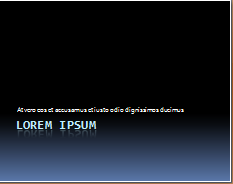 At vero eos et accusamus et iusto odio dignissimos ducimus
LOREM IPSUM